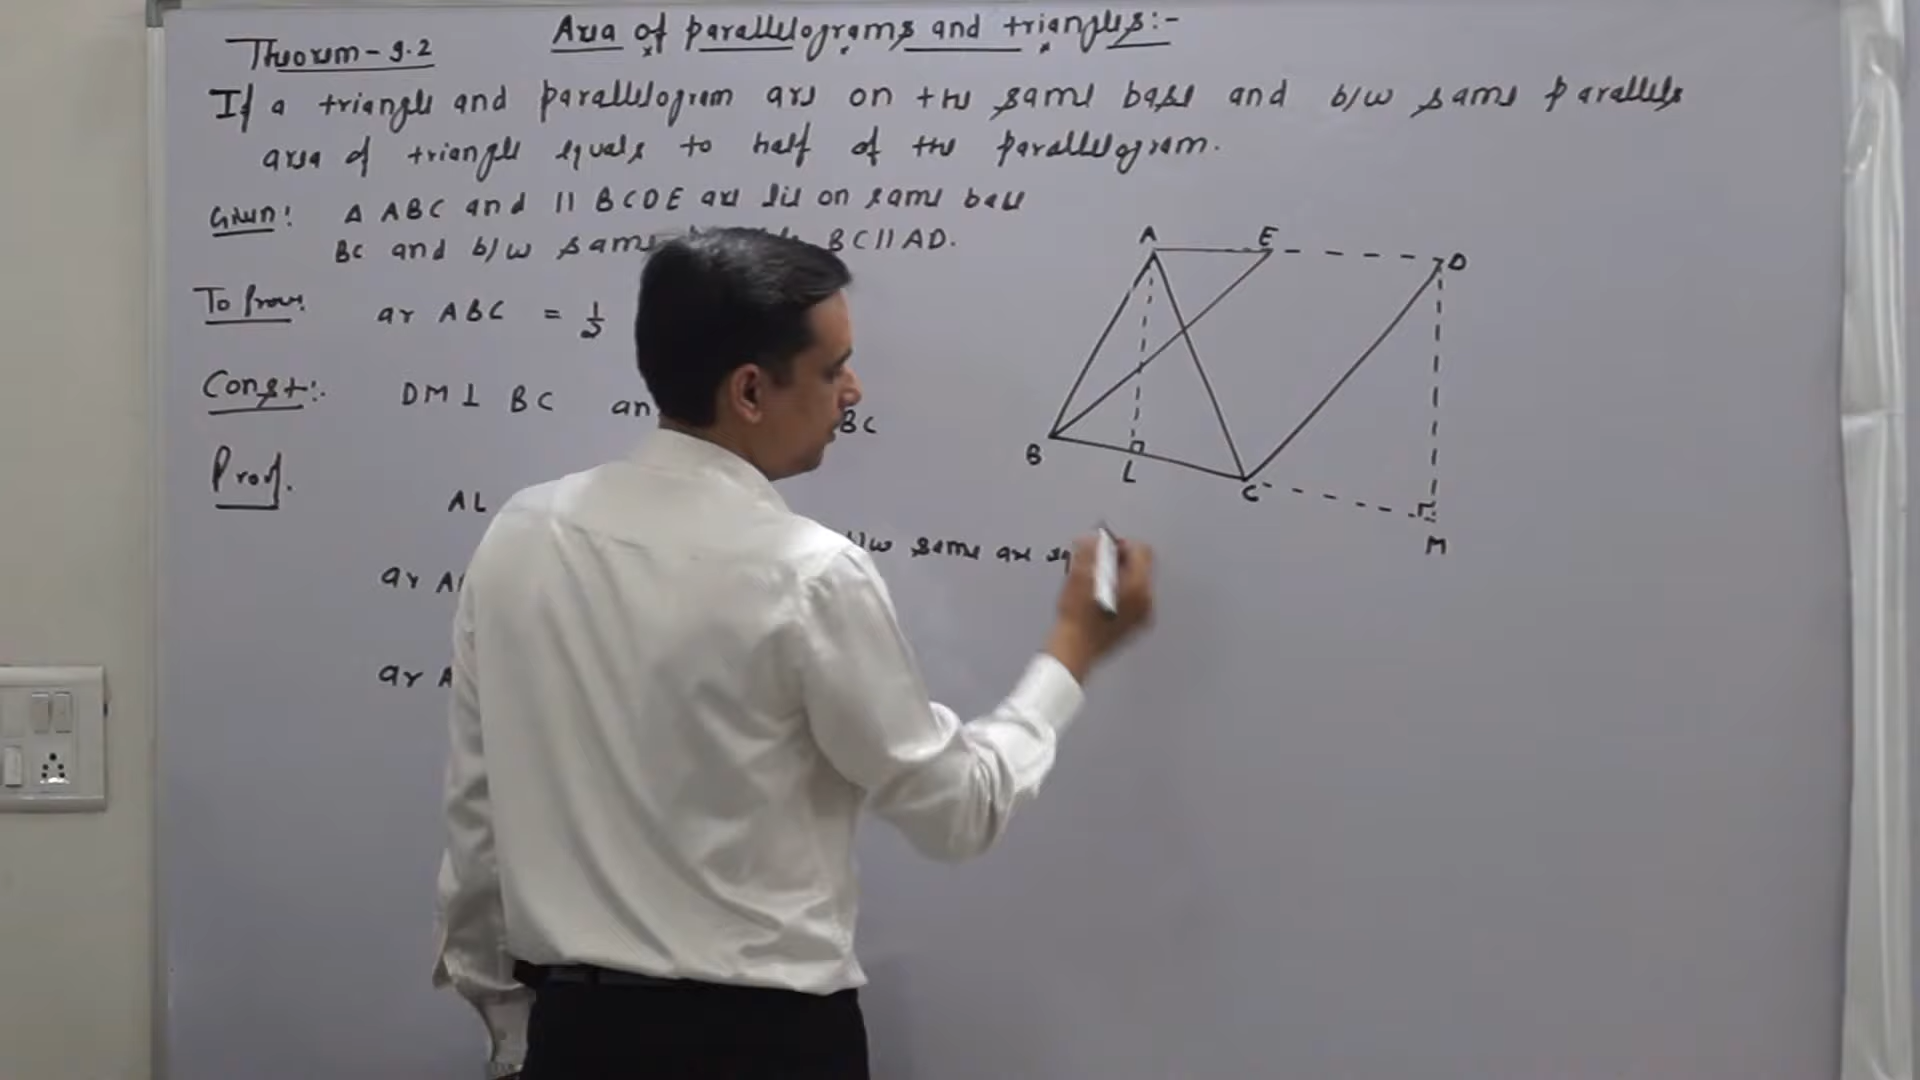 Area of parallelograms and triangles:-
Theorem-9.2
If a triangle and parallelogram are on the same base and b/w same parallels
area of triangle equals to half of the parallelogram.
Given: Δ ABC and || BCDE are lie on same base
BC and b/w same BC || AD.
To prove: ar ABC = 1/2
Const:. DM ⊥ BC an BC
Proof.
AL
b/w same are eq
ar A
ar A
A E D
B L C M